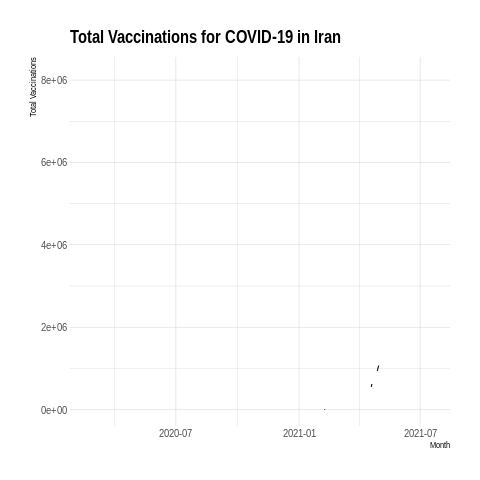 Total Vaccinations for COVID-19 in Iran
Total Vaccinations
8e+06
6e+06
4e+06
2e+06
0e+00
2020-07
2021-01
2021-07
Month